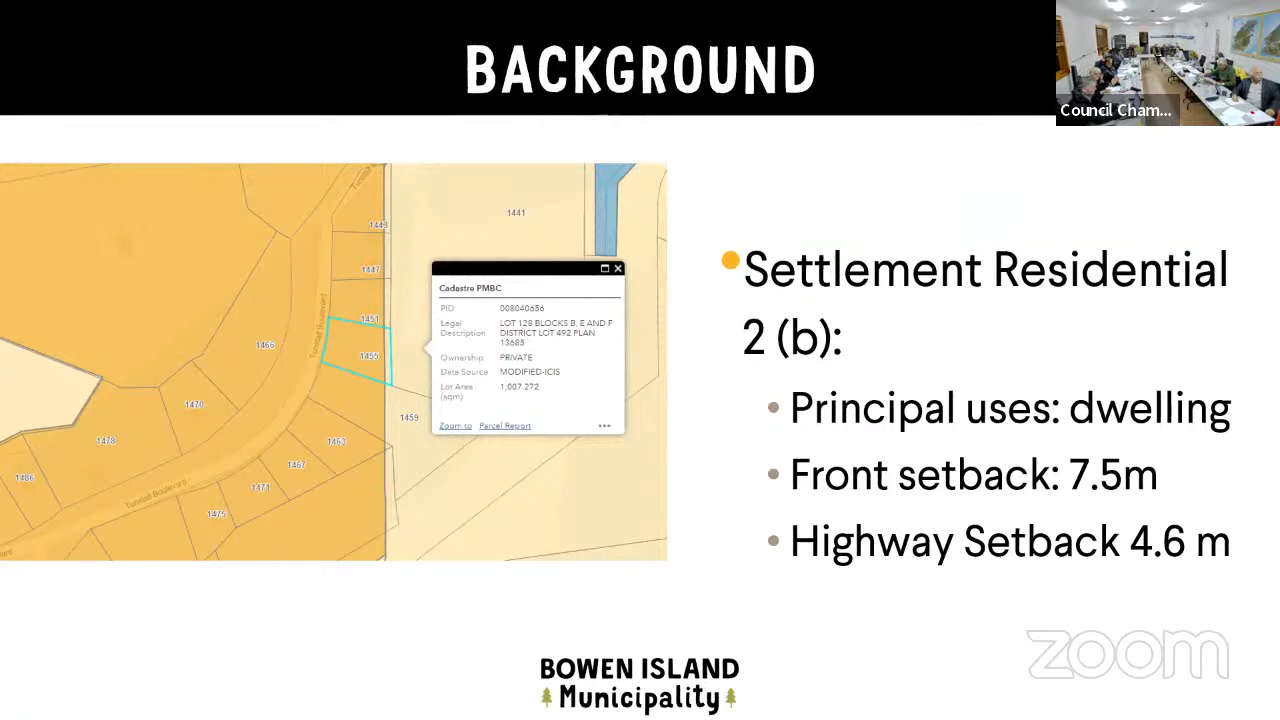 BACKGROUND
Council Cham...
Tunstall B
1443
1441
1447
1451
Tunstall Boulevard
1466
1455
1470
1459
1478
1463
1467
1486
1471
Tunstall Boulevard
1475
Cadastre PMBC
PID 008040656
Legal Description LOT 128 BLOCKS B, E AND F
DISTRICT LOT 492 PLAN
13685
Ownership: PRIVATE
Data Source MODIFIED-ICIS
Lot Area (sqm) 1,007.272
Zoom to Parcel Report ...
Settlement Residential
2 (b):
Principal uses: dwelling
Front setback: 7.5m
Highway Setback 4.6 m
zoom
BOWEN ISLAND
Municipality